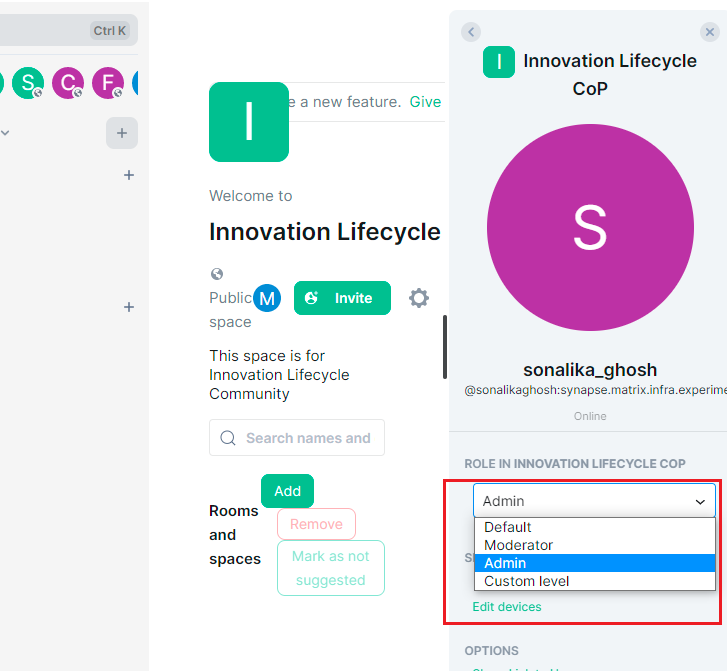 Ctrl K
S
C
F
I
e a new feature. Give
Welcome to
Innovation Lifecycle
Public
space
M
Invite
This space is for
Innovation Lifecycle
Community
Search names and
Add
Rooms
and
spaces
Remove
Mark as not
suggested
I
Innovation Lifecycle
CoP
S
sonalika_ghosh
@sonalikaghosh:synapse.matrix.infra.experime
Online
ROLE IN INNOVATION LIFECYCLE COP
Admin
Default
Moderator
Admin
Custom level
Edit devices
OPTIONS